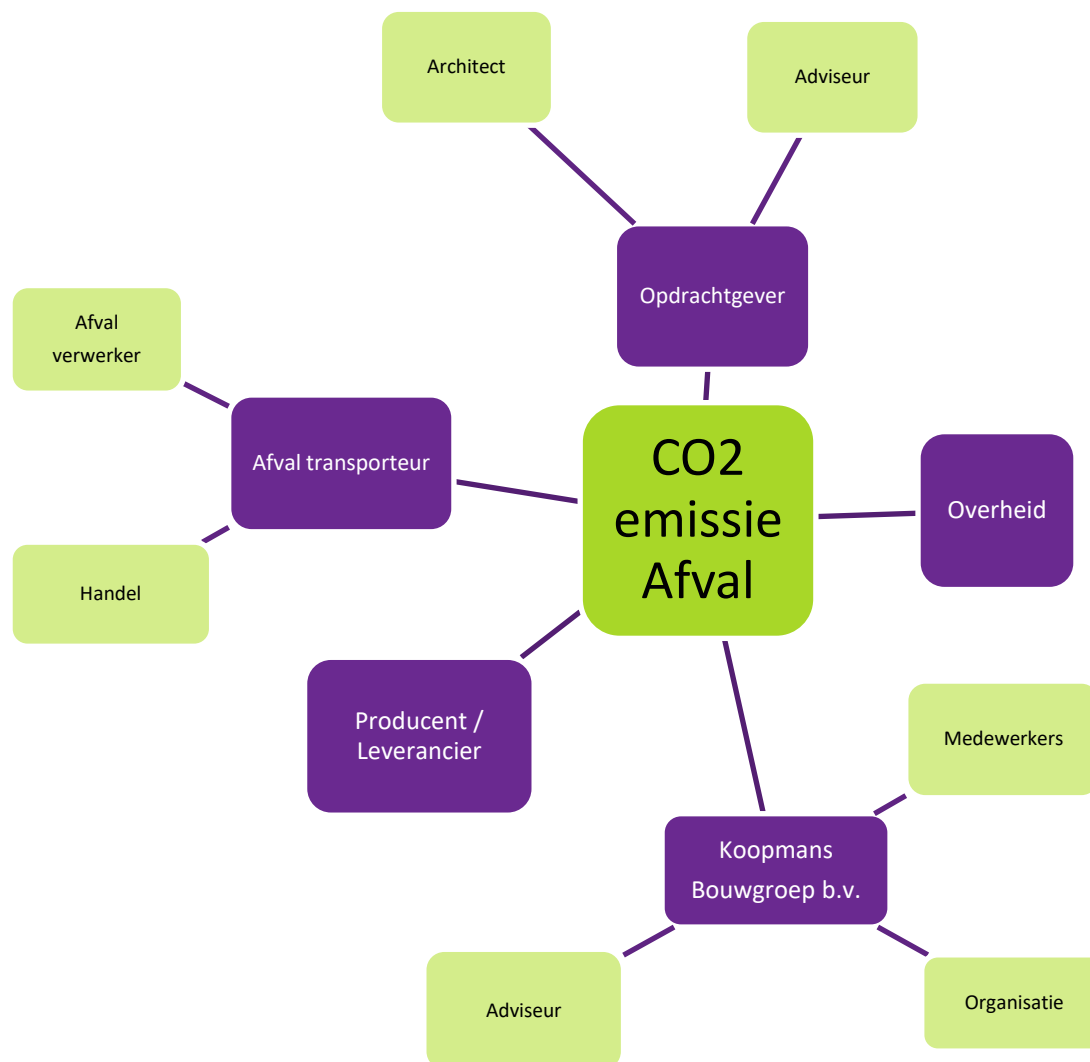 Architect
Adviseur
Opdrachtgever
Afval
verwerker
Afval transporteur
CO2
emissie
Afval
Overheid
Handel
Producent /
Leverancier
Medewerkers
Koopmans
Bouwgroep b.v.
Adviseur
Organisatie